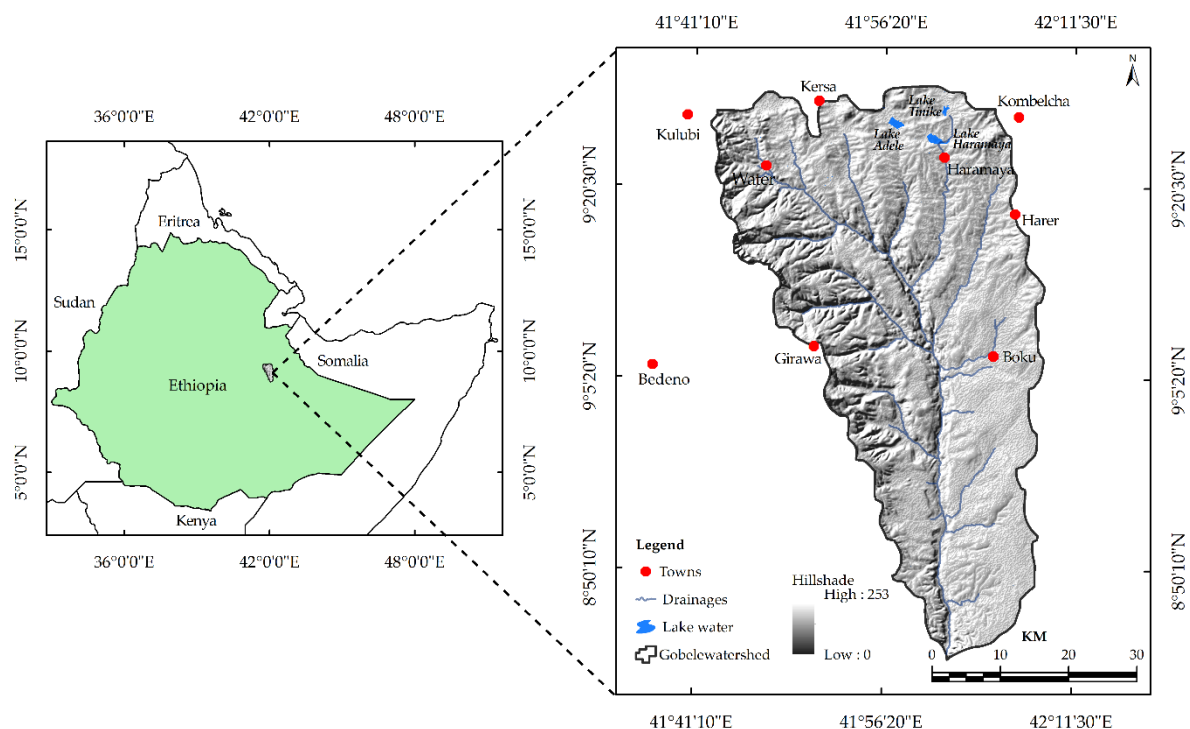 36°0'0"E
42°0'0"E
48°0'0"E
15°0'0"N
10°0'0"N
5°0'0"N
15°0'0"N
10°0'0"N
5°0'0"N
Eritrea
Sudan
Somalia
Ethiopia
Kenya
36°0'0"E
42°0'0"E
48°0'0"E
41°41'10"E
41°56'20"E
42°11'30"E
N
9°20'30"N
9°5'20"N
8°50'10"N
9°20'30"N
9°5'20"N
8°50'10"N
Kersa
Kulubi
Lake
Tinike
Kombelcha
Lake
Adele
Lake
Haramaya
Haramaya
Water
Harer
Girawa
Boku
Bedeno
Legend
Towns
Drainages
Lake water
Gobelewatershed
Hillshade
High : 253
Low : 0
KM
0
10
20
30
41°41'10"E
41°56'20"E
42°11'30"E